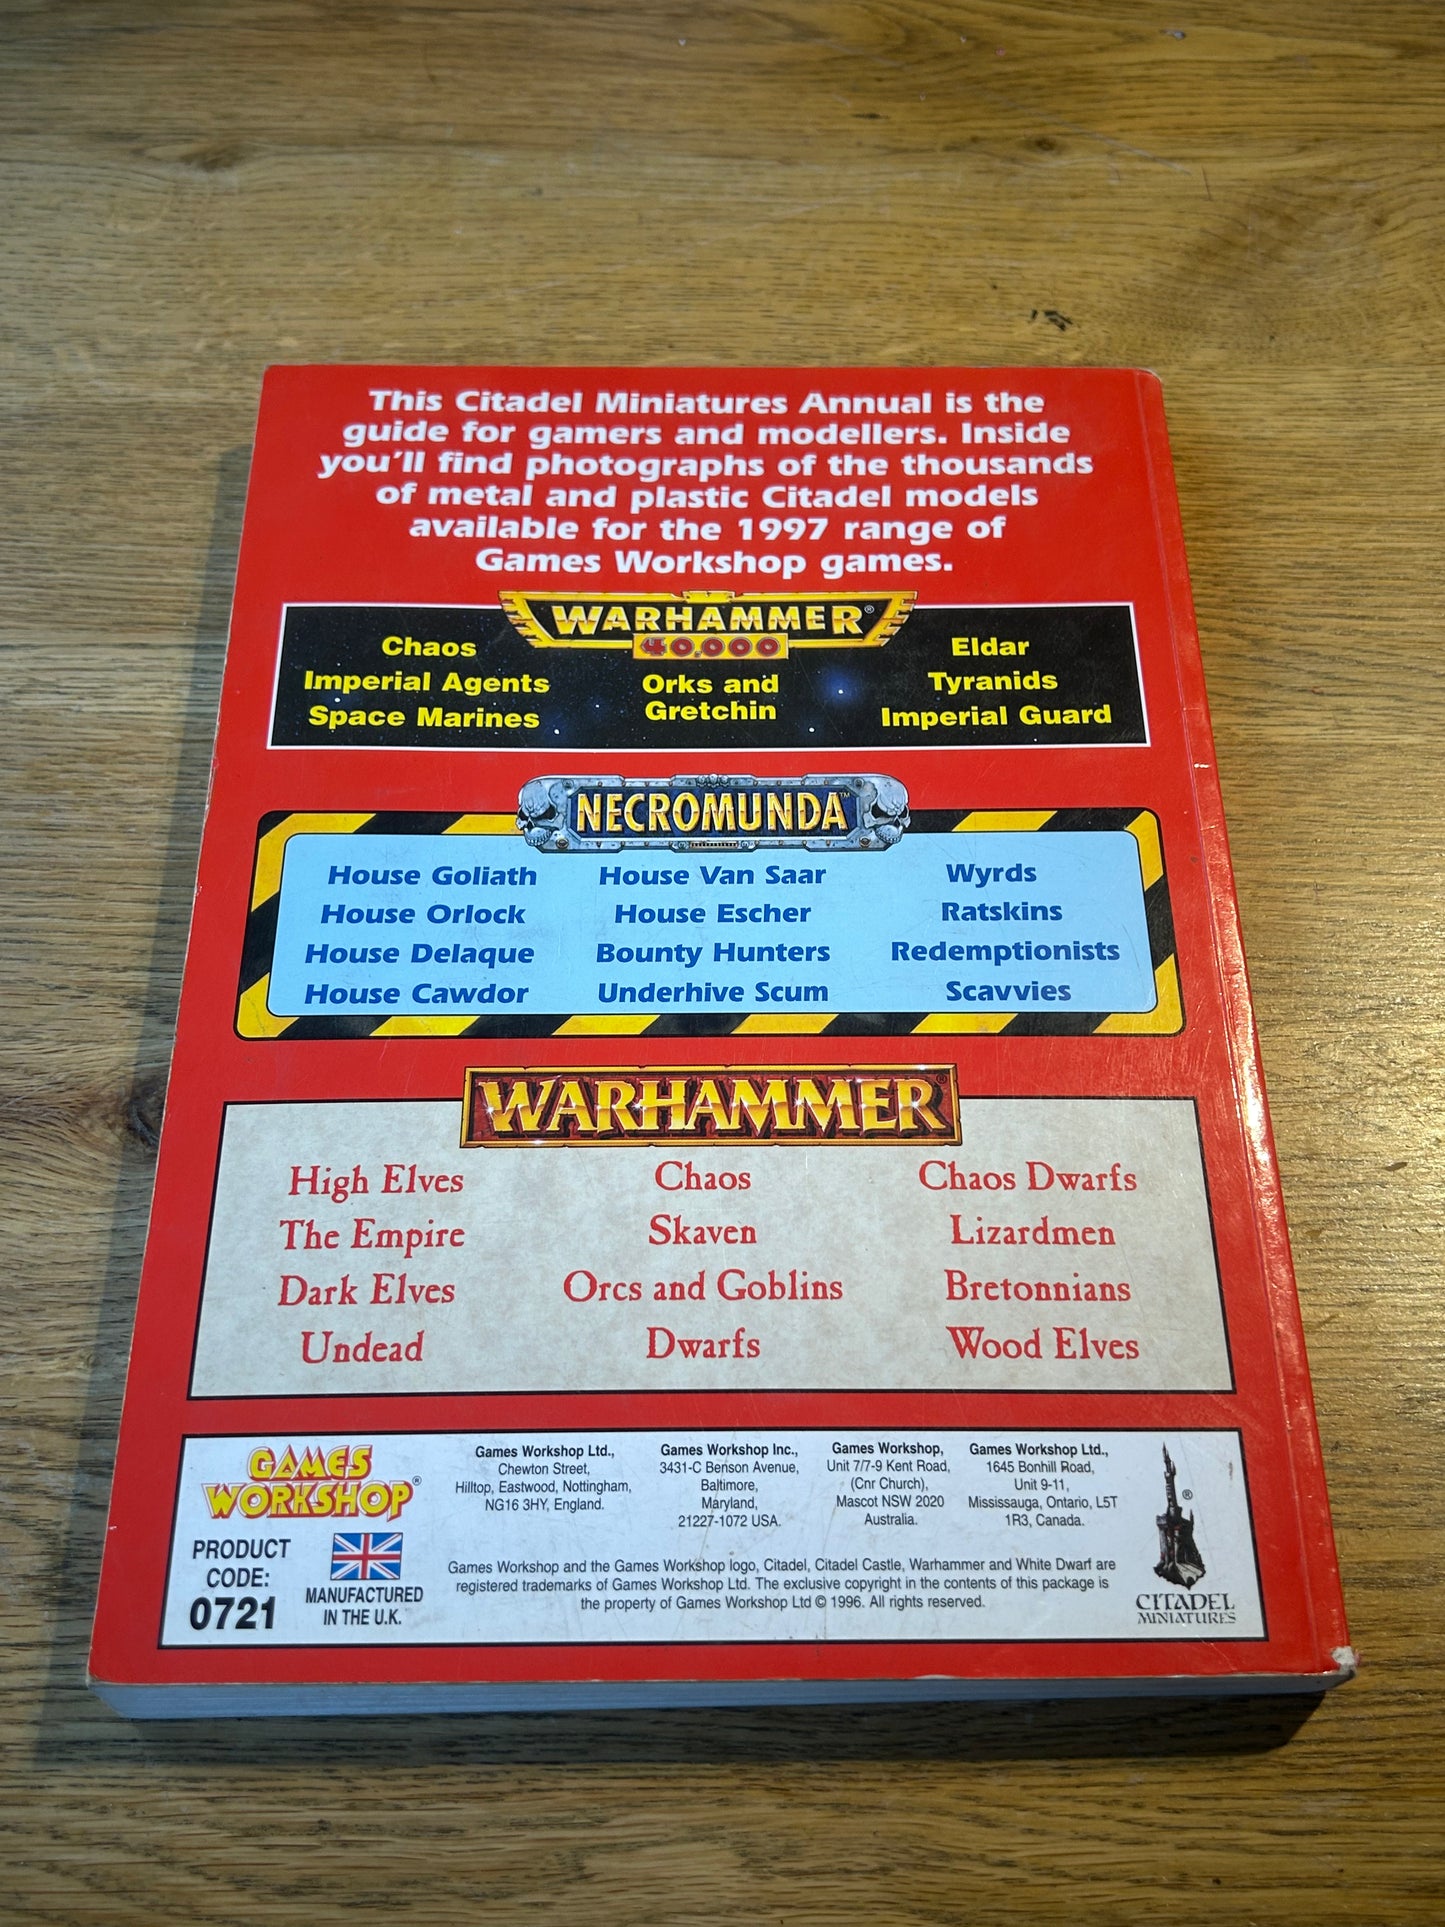 This Citadel Miniatures Annual is the
guide for gamers and modellers. Inside
you'll find photographs of the thousands
of metal and plastic Citadel models
available for the 1997 range of
Games Workshop games.
WARHAMMER®
40,000
Chaos
Imperial Agents
Space Marines
Orks and
Gretchin
Eldar
Tyranids
Imperial Guard
NECROMUNDA™
House Goliath
House Orlock
House Delaque
House Cawdor
House Van Saar
House Escher
Bounty Hunters
Underhive Scum
Wyrds
Ratskins
Redemptionists
Scavvies
WARHAMMER®
High Elves
The Empire
Dark Elves
Undead
Chaos
Skaven
Orcs and Goblins
Dwarfs
Chaos Dwarfs
Lizardmen
Bretonnians
Wood Elves
GAMES
WORKSHOP®
PRODUCT
CODE:
0721
MANUFACTURED
IN THE U.K.
Games Workshop Ltd.,
Chewton Street,
Hilltop, Eastwood, Nottingham,
NG16 3HY, England.
Games Workshop Inc.,
3431-C Benson Avenue,
Baltimore,
Maryland,
21227-1072 USA.
Games Workshop,
Unit 7/7-9 Kent Road,
(Cnr Church),
Mascot NSW 2020
Australia.
Games Workshop Ltd.,
1645 Bonhill Road,
Unit 9-11,
Mississauga, Ontario, L5T
1R3, Canada.
Games Workshop and the Games Workshop logo, Citadel, Citadel Castle, Warhammer and White Dwarf are
registered trademarks of Games Workshop Ltd. The exclusive copyright in the contents of this package is
the property of Games Workshop Ltd © 1996. All rights reserved.
®
CITADEL
MINIATURES